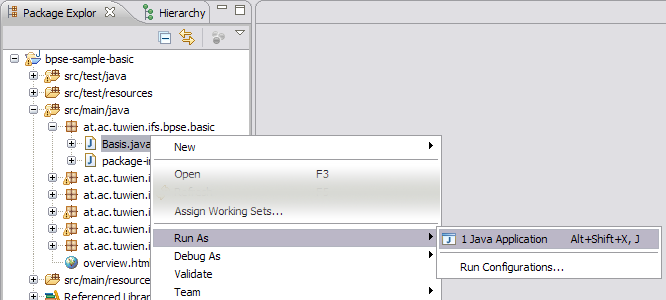 Package Explor
Hierarchy
bpse-sample-basic
src/test/java
src/test/resources
src/main/java
at.ac.tuwien.ifs.bpse.basic
Basis.java
package-i
at.ac.tuwien.i
at.ac.tuwien.i
at.ac.tuwien.i
at.ac.tuwien.i
at.ac.tuwien.i
overview.htm
src/main/resour
Referenced Librar
New
Open F3
Assign Working Sets...
Run As
Debug As
Validate
Team
1 Java Application Alt+Shift+X, J
Run Configurations...